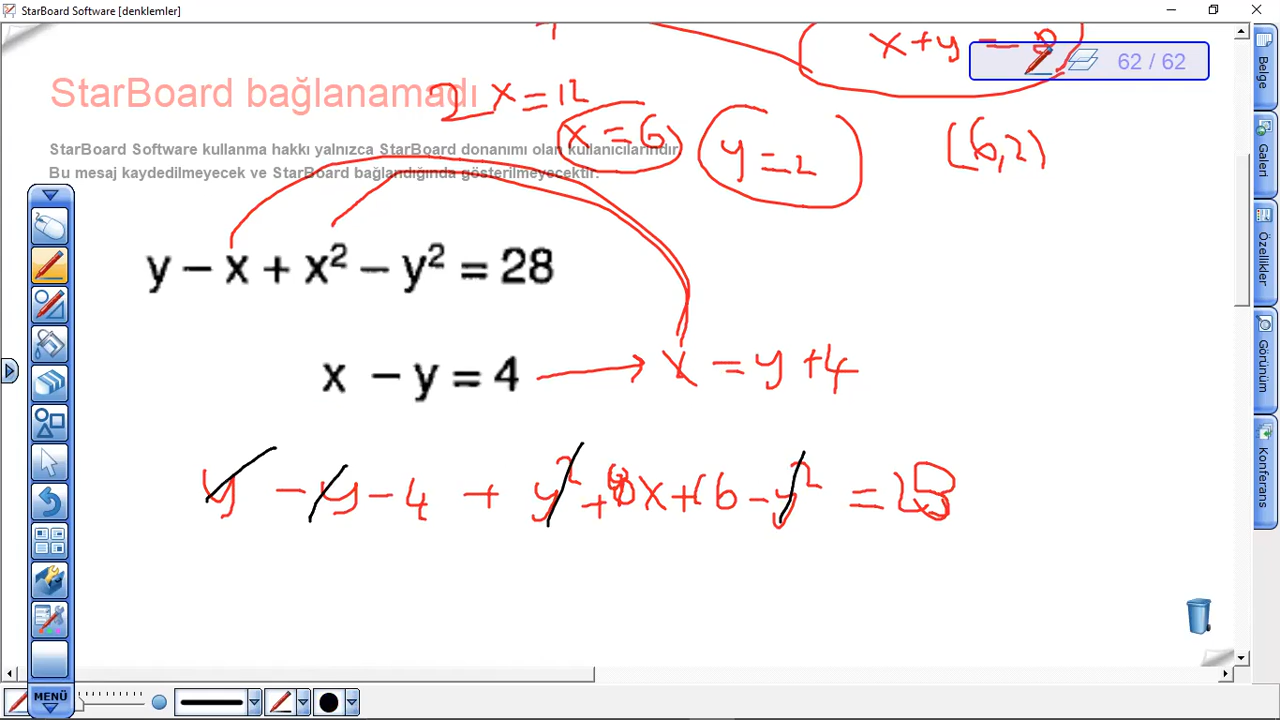 StarBoard Software [denklemler]
x+y = 8
62 / 62
StarBoard bağlanamadı
2x = 12
StarBoard Software kullanma hakkı yalnızca StarBoard donanımı olan kullanıcılarındır.
Bu mesaj kaydedilmeyecek ve StarBoard bağlandığında gösterilmeyecektir.
x = 6
y = 2
(6,2)
y − x + x² − y² = 28
x − y = 4
x = y + 4
y - y - 4 + y² + 8x + 16 - y² = 28
MENÜ
Belge
Galeri
Özellikler
Görünüm
Konferans